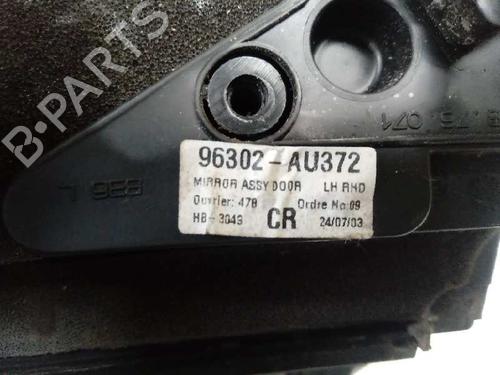 B-PARTS
96302-AU372
MIRROR ASSY DOOR LH RHD
Ouvrier: 478 Ordre No:09
HB-3043 CR 24/07/03
836 L